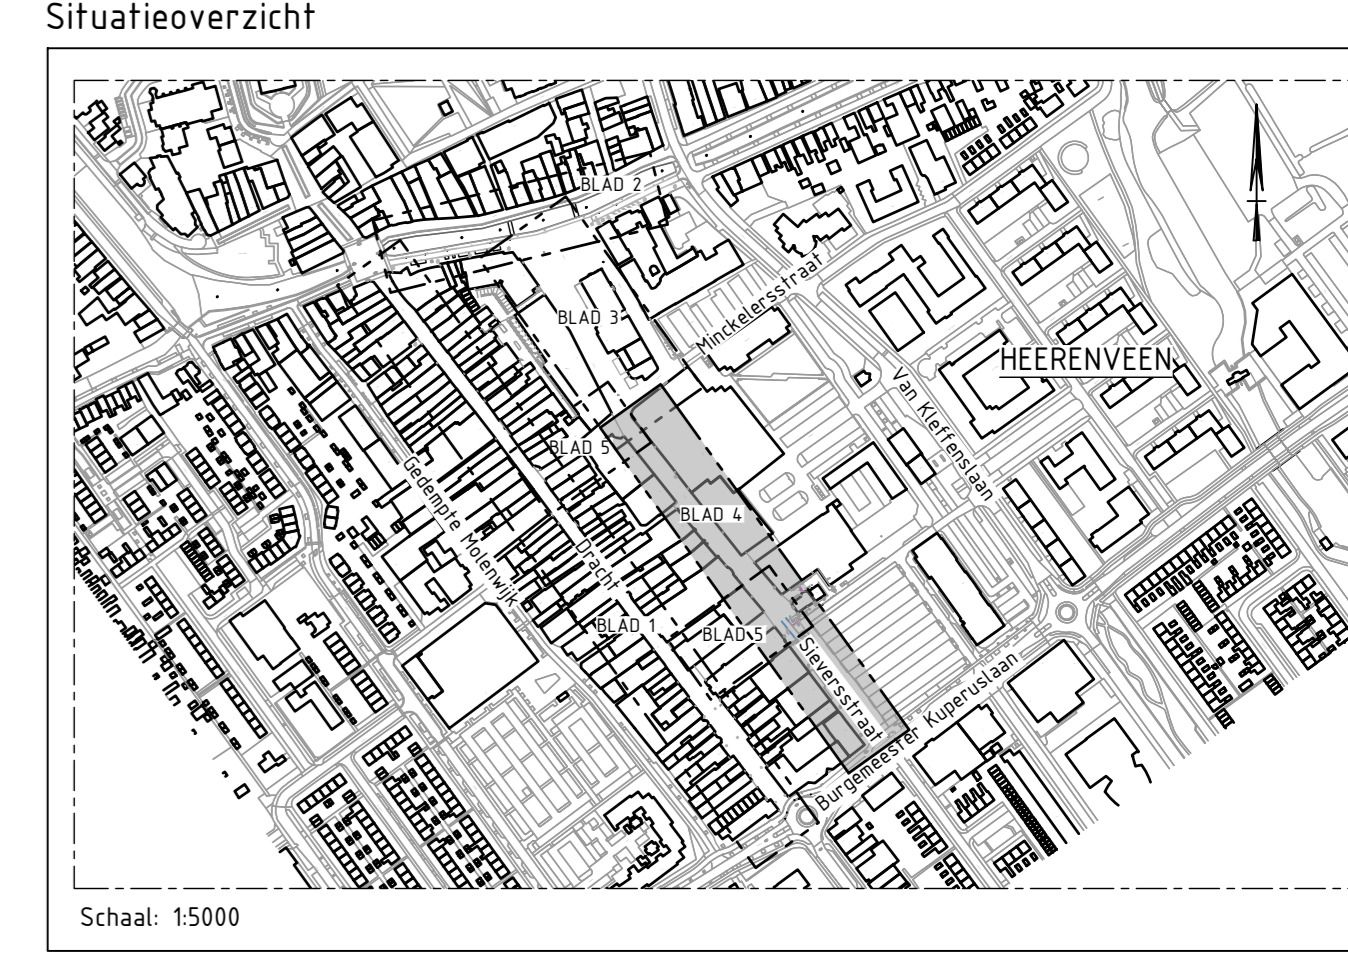 Situatieoverzicht
BLAD 2
BLAD 3
Minckelersstraat
HEERENVEEN
Van Kleffenslaan
BLAD 5
Gedempte Molenwijk
BLAD 4
Dracht
BLAD 1
BLAD 5
Sieversstraat
Burgemeester Kuperuslaan
Schaal: 1:5000